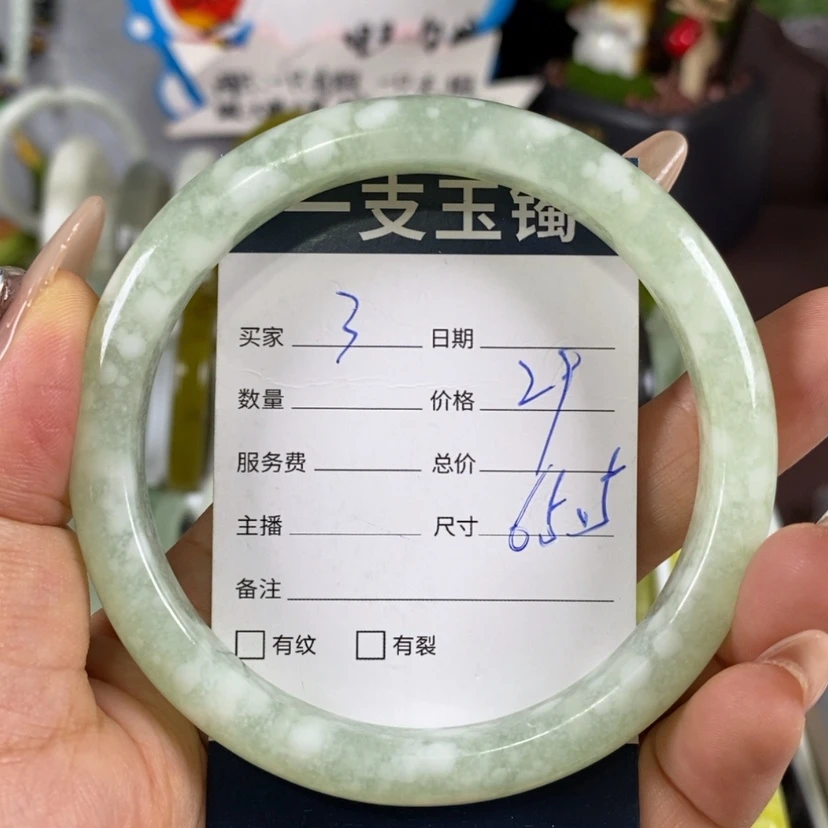 一支玉镯
买家 3 日期
数量 价格 29
服务费 总价
主播 尺寸 65.5
备注
有纹 有裂